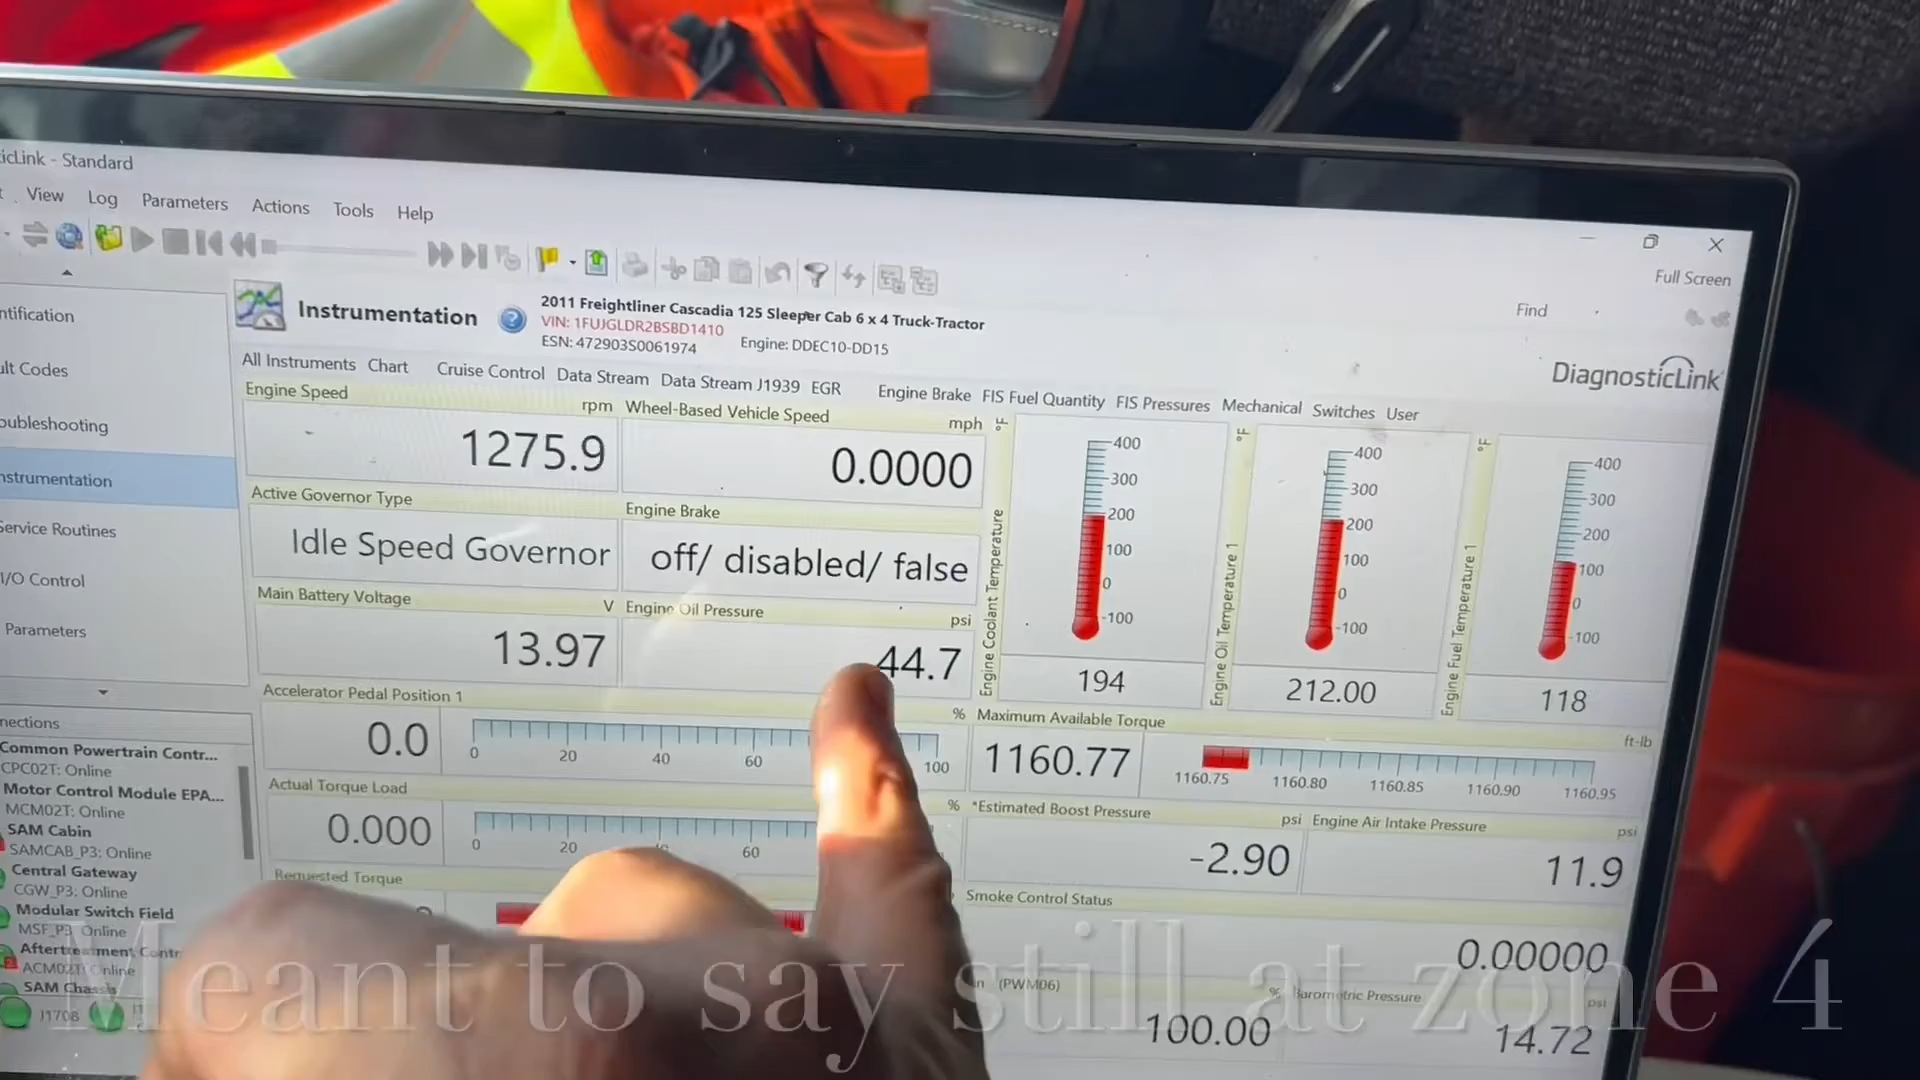 icLink - Standard
View Log Parameters Actions Tools Help
Full Screen
Find
ntification
ult Codes
oubleshooting
nstrumentation
Service Routines
I/O Control
Parameters
Instrumentation
2011 Freightliner Cascadia 125 Sleeper Cab 6 x 4 Truck-Tractor
VIN: 1FUJGLDR2BSBD1410
ESN: 472903S0061974 Engine: DDEC10-DD15
DiagnosticLink
All Instruments Chart Cruise Control Data Stream Data Stream J1939 EGR Engine Brake FIS Fuel Quantity FIS Pressures Mechanical Switches User
Engine Speed
rpm
1275.9
Wheel-Based Vehicle Speed
mph
0.0000
Active Governor Type
Idle Speed Governor
Engine Brake
off/ disabled/ false
Main Battery Voltage
V
13.97
Engine Oil Pressure
psi
44.7
°F
Engine Coolant Temperature
400
300
200
100
0
-100
194
°F
Engine Oil Temperature 1
400
300
200
100
0
-100
212.00
°F
Engine Fuel Temperature 1
400
300
200
100
0
-100
118
Accelerator Pedal Position 1
%
0.0
0 20 40 60 100
Maximum Available Torque
ft-lb
1160.77
1160.75 1160.80 1160.85 1160.90 1160.95
Actual Torque Load
%
0.000
0 20 60
*Estimated Boost Pressure
psi
-2.90
Engine Air Intake Pressure
psi
11.9
Requested Torque
Smoke Control Status
0.00000
(PWM06)
%
100.00
Barometric Pressure
psi
14.72
nections
Common Powertrain Contr...
CPC02T: Online
Motor Control Module EPA...
MCM02T: Online
SAM Cabin
SAMCAB_P3: Online
Central Gateway
CGW_P3: Online
Modular Switch Field
MSF_P3 Online
Aftertreatment Contr
ACM02T: Online
SAM Chassis
J1708
Meant to say still at zone 4